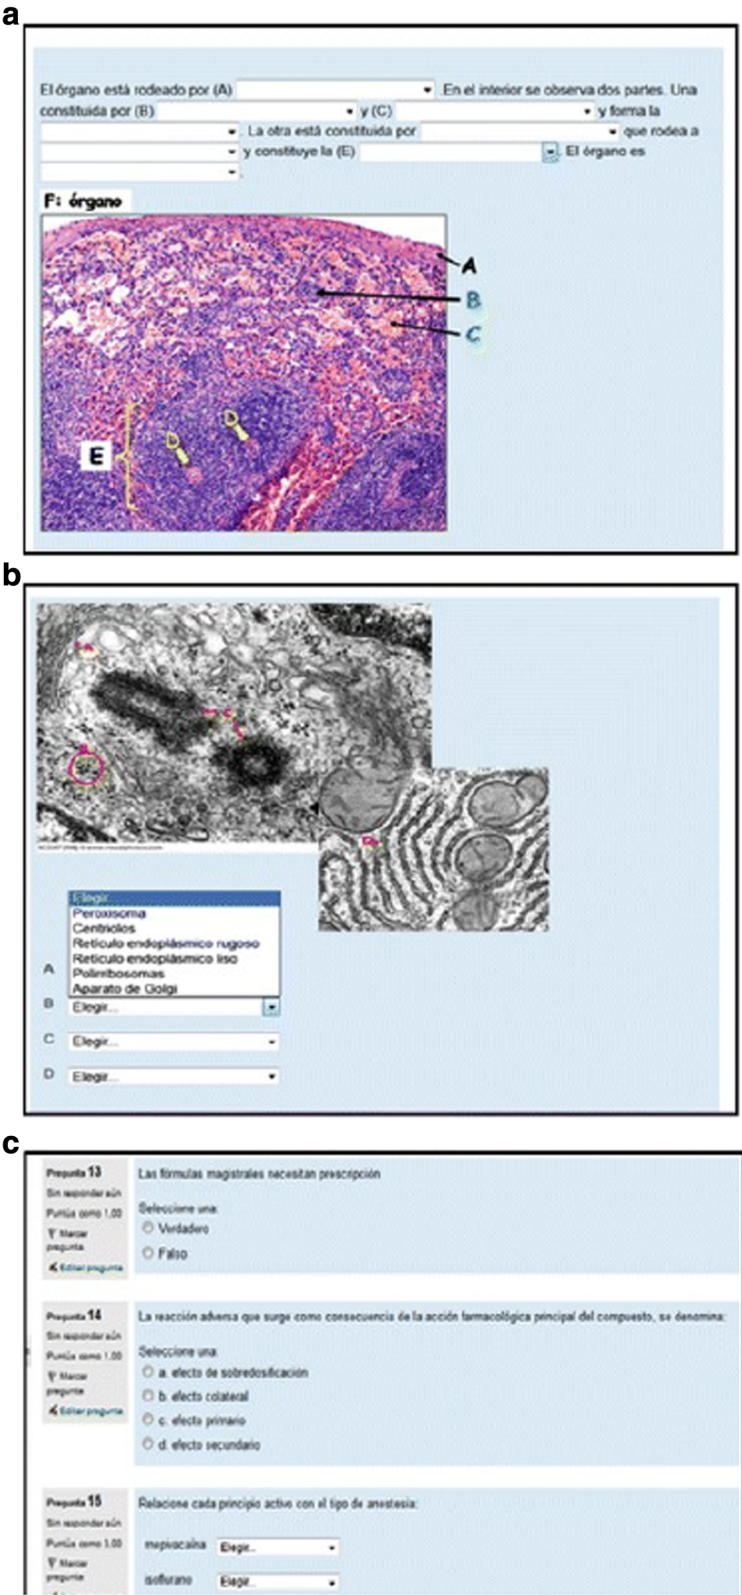 a
El órgano está rodeado por (A) . En el interior se observa dos partes. Una
constituida por (B) y (C) y forma la
. La otra está constituida por que rodea a
y constituye la (E) . El órgano es
.
F: órgano
A
B
C
D
D
E
b
C
Elegir...
Peroxisoma
Centriolos
Retículo endoplásmico rugoso
Retículo endoplásmico liso
Polirribosomas
Aparato de Golgi
A
B Elegir...
C Elegir...
D Elegir...
c
Pregunta 13
Sin responder aún
Puntúa como 1,00
Marcar
pregunta
Editar pregunta
Las fórmulas magistrales necesitan prescripción
Seleccione una:
Verdadero
Falso
Pregunta 14
Sin responder aún
Puntúa como 1,00
Marcar
pregunta
Editar pregunta
La reacción adversa que surge como consecuencia de la acción farmacológica principal del compuesto, se denomina:
Seleccione una:
a. efecto de sobredosificación
b. efecto colateral
c. efecto primario
d. efecto secundario
Pregunta 15
Sin responder aún
Puntúa como 1,00
Marcar
pregunta
Relacione cada principio activo con el tipo de anestesia:
mepivacaína Elegir...
isoflurano Elegir...